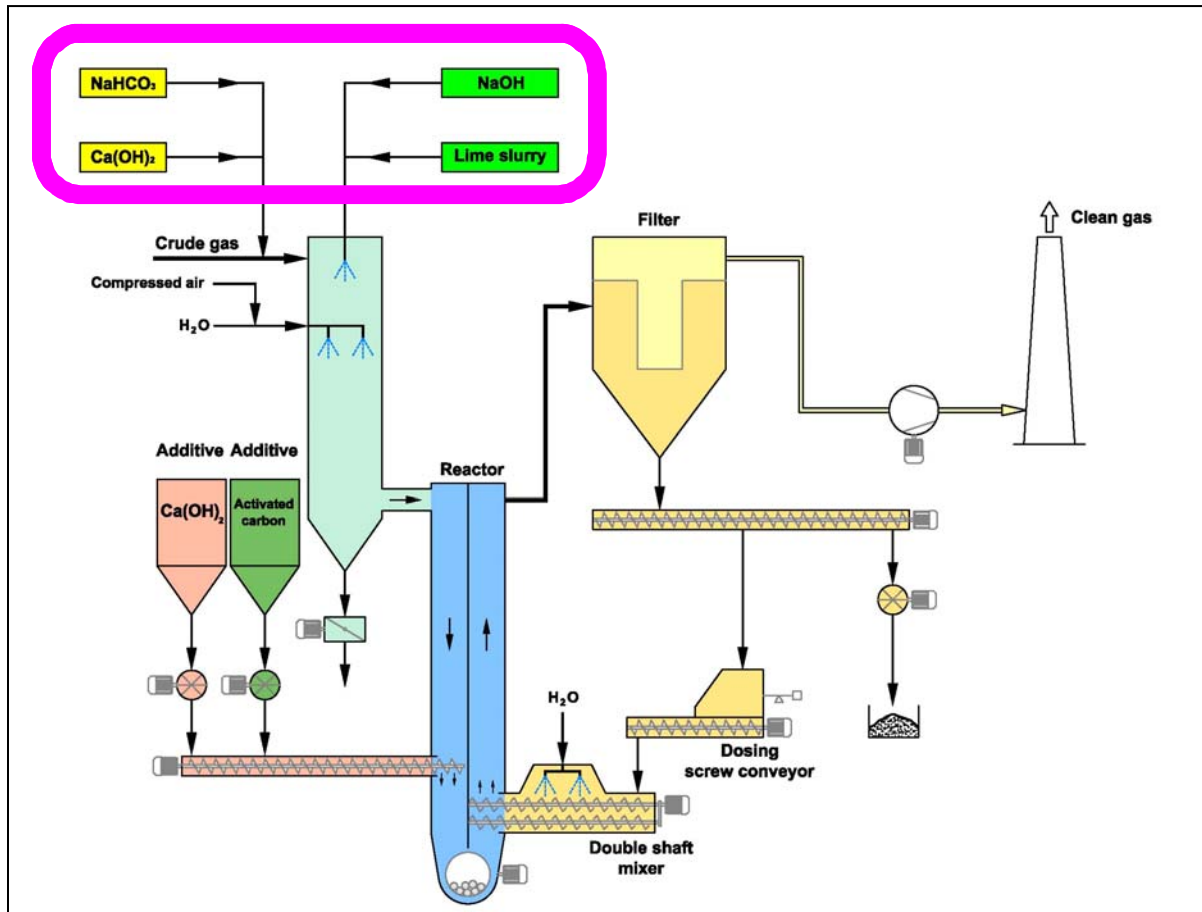 NaHCO₃
NaOH
Ca(OH)₂
Lime slurry
Crude gas
Filter
Clean gas
Compressed air
H₂O
Additive
Additive
Reactor
Ca(OH)₂
Activated
carbon
H₂O
Dosing
screw conveyor
Double shaft
mixer